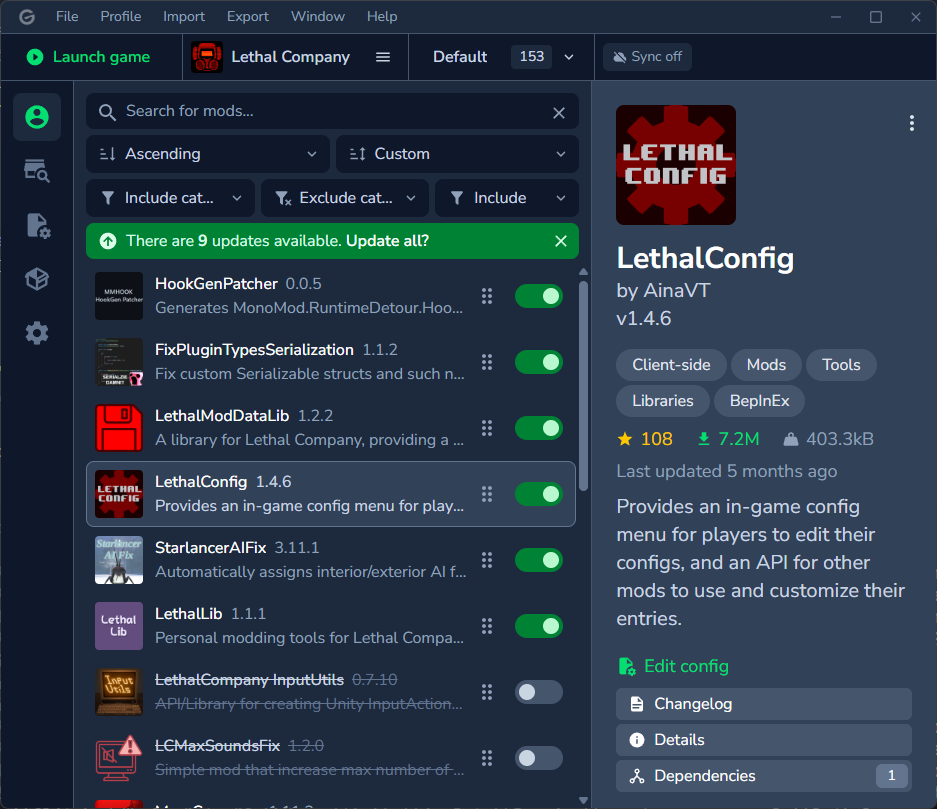 File Profile Import Export Window Help
Launch game Lethal Company Default 153 Sync off
Search for mods...
Ascending Custom
Include cat... Exclude cat... Include
There are 9 updates available. Update all?
MMHOOK
HookGen Patcher
HookGenPatcher 0.0.5
Generates MonoMod.RuntimeDetour.Hoo...
FixPluginTypesSerialization 1.1.2
Fix custom Serializable structs and such n...
LethalModDataLib 1.2.2
A library for Lethal Company, providing a ...
LETHAL
CONFIG
LethalConfig 1.4.6
Provides an in-game config menu for play...
Starlancer
AI Fix
StarlancerAIFix 3.11.1
Automatically assigns interior/exterior AI f...
Lethal
Lib
LethalLib 1.1.1
Personal modding tools for Lethal Compa...
Input
Utils
LethalCompany InputUtils 0.7.10
API/Library for creating Unity InputAction...
LCMaxSoundsFix 1.2.0
Simple mod that increase max number of ...
LETHAL
CONFIG
LethalConfig
by AinaVT
v1.4.6
Client-side Mods Tools
Libraries BepInEx
108 7.2M 403.3kB
Last updated 5 months ago
Provides an in-game config
menu for players to edit their
configs, and an API for other
mods to use and customize their
entries.
Edit config
Changelog
Details
Dependencies 1